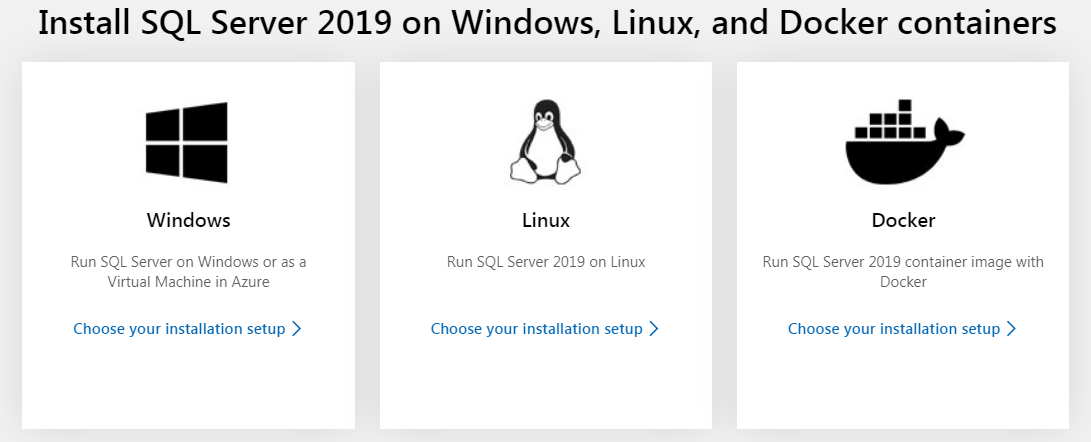 Install SQL Server 2019 on Windows, Linux, and Docker containers
Windows
Run SQL Server on Windows or as a
Virtual Machine in Azure
Choose your installation setup
Linux
Run SQL Server 2019 on Linux
Choose your installation setup
Docker
Run SQL Server 2019 container image with
Docker
Choose your installation setup